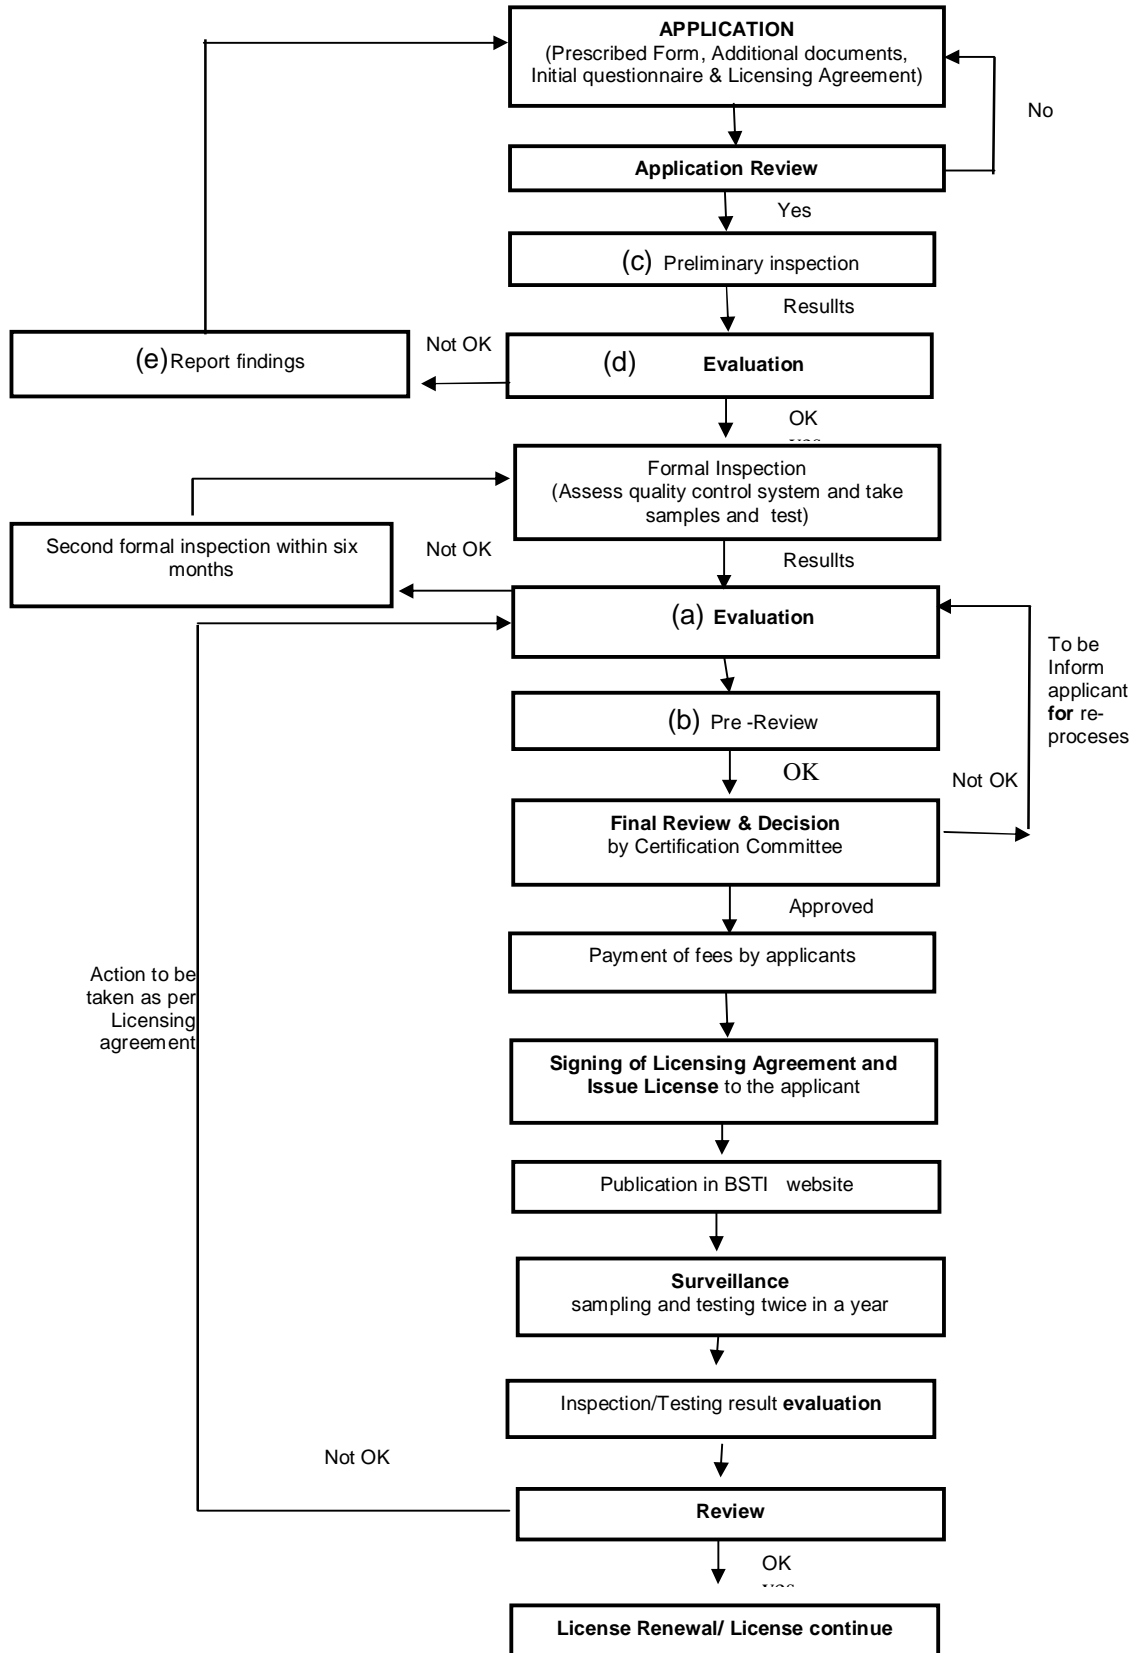 APPLICATION
(Prescribed Form, Additional documents,
Initial questionnaire & Licensing Agreement)
No
Application Review
Yes
(c) Preliminary inspection
Resullts
(e) Report findings
Not OK
(d) Evaluation
OK
Formal Inspection
(Assess quality control system and take
samples and test)
Second formal inspection within six
months
Not OK
Resullts
(a) Evaluation
To be
Inform
applicant
for re-
proceses
(b) Pre -Review
OK
Not OK
Final Review & Decision
by Certification Committee
Approved
Payment of fees by applicants
Action to be
taken as per
Licensing
agreement
Signing of Licensing Agreement and
Issue License to the applicant
Publication in BSTI website
Surveillance
sampling and testing twice in a year
Inspection/Testing result evaluation
Not OK
Review
OK
License Renewal/ License continue